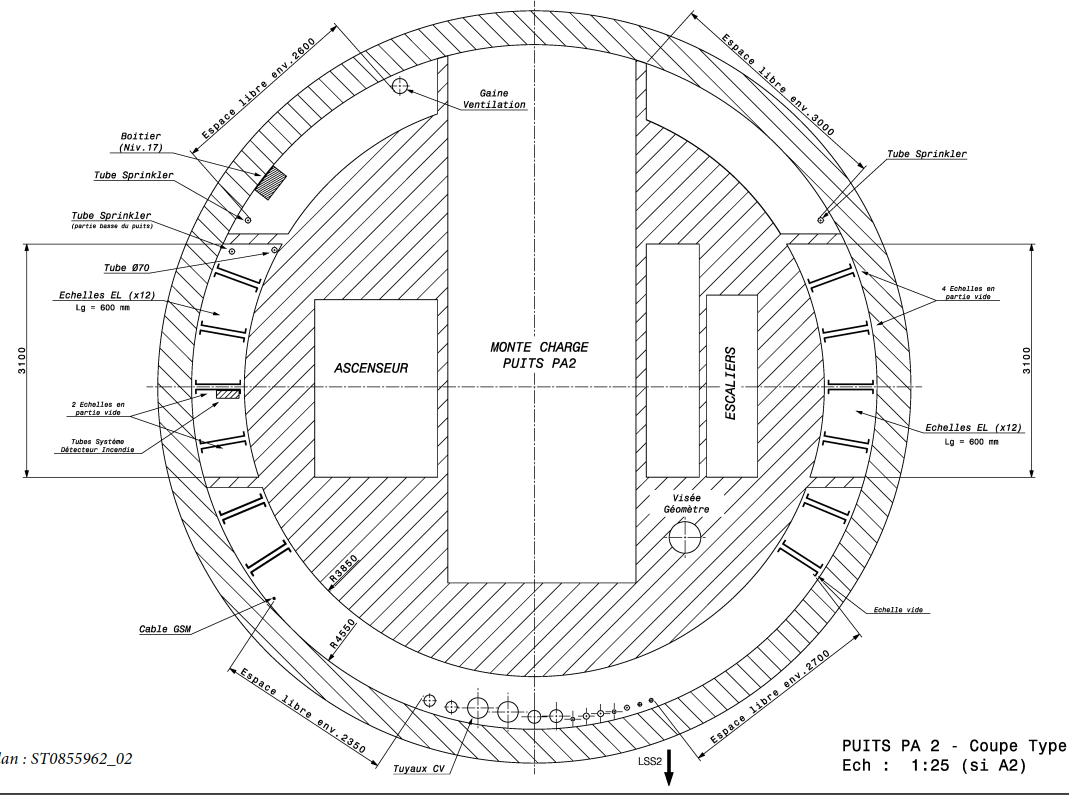 Espace libre env.2600
Espace libre env.3000
Gaine
Ventilation
Boitier
(Niv.17)
Tube Sprinkler
Tube Sprinkler
Tube Sprinkler
(partie basse du puits)
Tube Ø70
Echelles EL (x12)
Lg = 600 mm
4 Echelles en
partie vide
3100
3100
MONTE CHARGE
PUITS PA2
ASCENSEUR
ESCALIERS
2 Echelles en
partie vide
Echelles EL (x12)
Lg = 600 mm
Tubes Système
Détecteur Incendie
Visée
Géomètre
R3850
R4550
Echelle vide
Cable GSM
Espace libre env.2350
Espace libre env.2700
Tuyaux CV
LSS2
lan : ST0855962_02
PUITS PA 2 - Coupe Type
Ech : 1:25 (si A2)